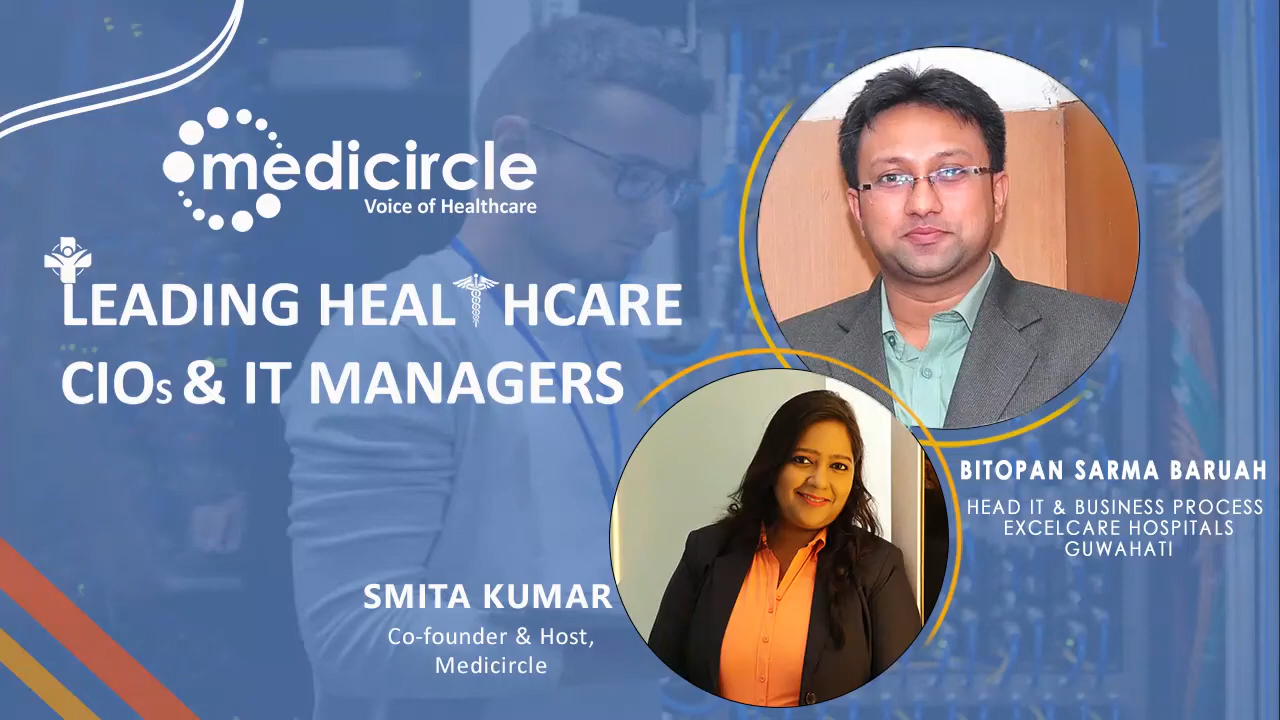 medicircle
Voice of Healthcare
LEADING HEALTHCARE
CIOs & IT MANAGERS
BITOPAN SARMA BARUAH
HEAD IT & BUSINESS PROCESS
EXCELCARE HOSPITALS
GUWAHATI
SMITA KUMAR
Co-founder & Host,
Medicircle